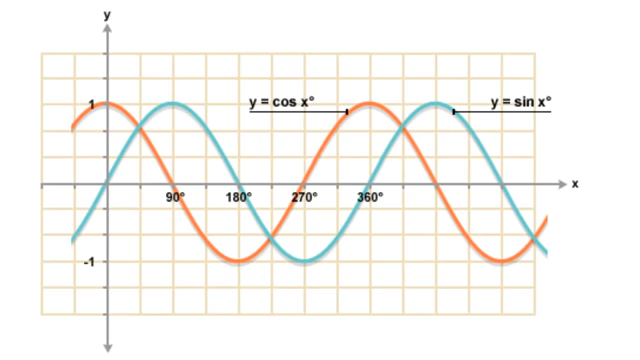 y
1
y = cos x°
y = sin x°
x
90°
180°
270°
360°
-1